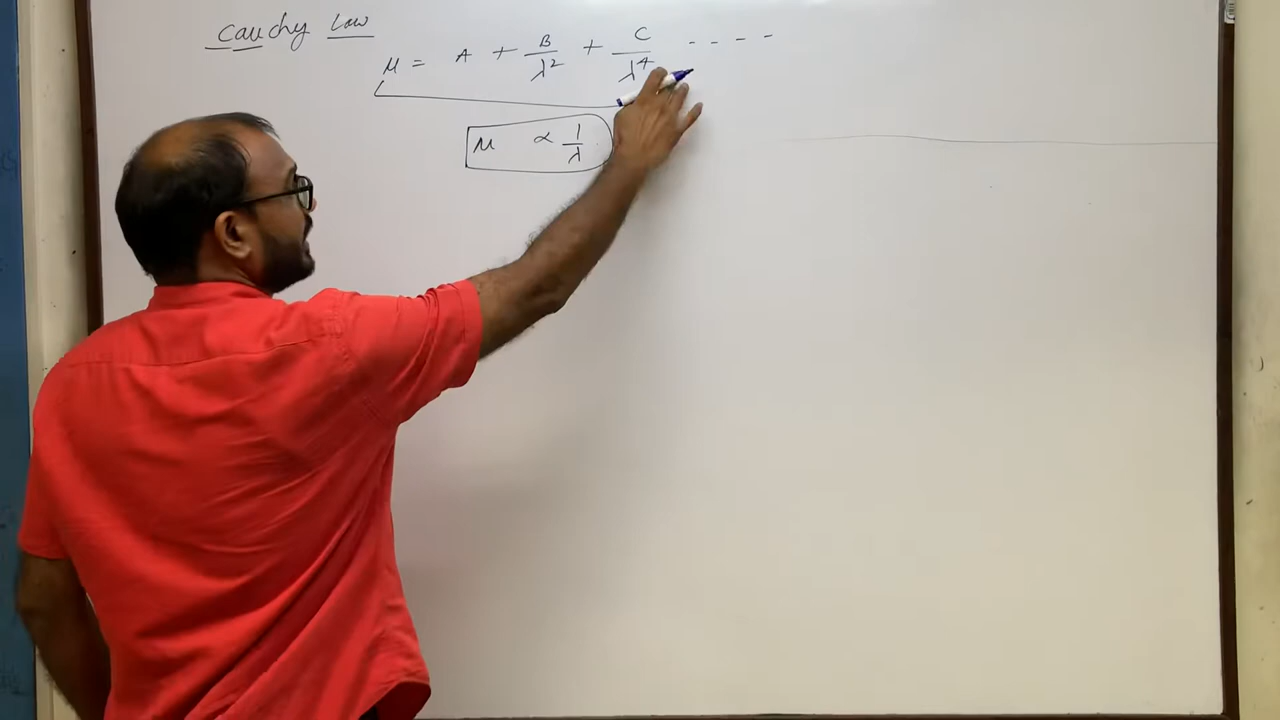 Cauchy Law
μ = A + B/λ² + C/λ⁴ - - - -
μ ∝ 1/λ